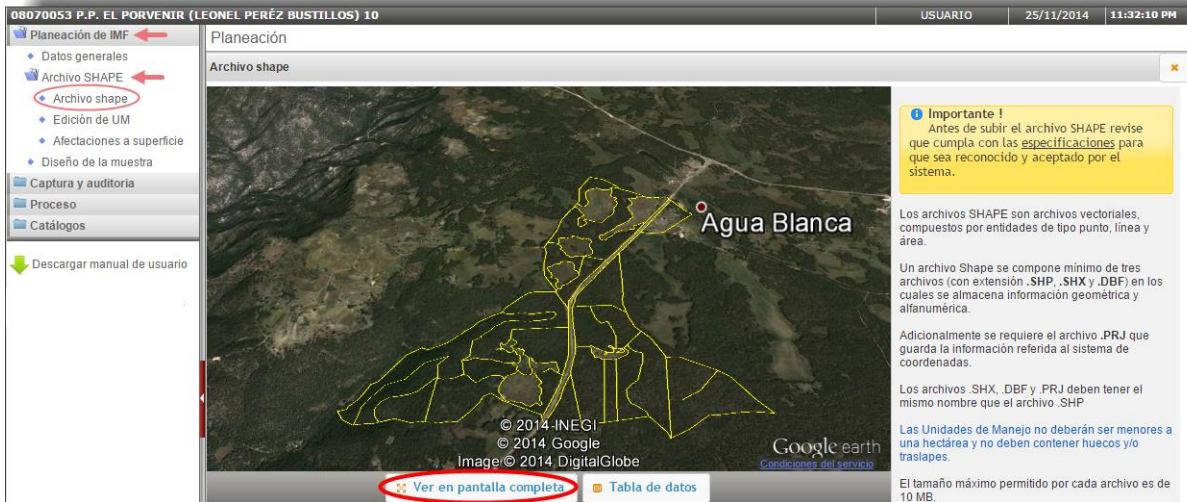 08070053 P.P. EL PORVENIR (LEONEL PERÉZ BUSTILLOS) 10
USUARIO
25/11/2014
11:32:10 PM
Planeación de IMF
Datos generales
Archivo SHAPE
Archivo shape
Edición de UM
Afectaciones a superficie
Diseño de la muestra
Captura y auditoria
Proceso
Catálogos
Descargar manual de usuario
Planeación
Archivo shape
Agua Blanca
© 2014 INEGI
© 2014 Google
Image © 2014 DigitalGlobe
Google earth
Condiciones del servicio
Ver en pantalla completa
Tabla de datos
Importante !
Antes de subir el archivo SHAPE revise
que cumpla con las especificaciones para
que sea reconocido y aceptado por el
sistema.
Los archivos SHAPE son archivos vectoriales,
compuestos por entidades de tipo punto, línea y
área.
Un archivo Shape se compone mínimo de tres
archivos (con extensión .SHP, .SHX y .DBF) en los
cuales se almacena información geométrica y
alfanumérica.
Adicionalmente se requiere el archivo .PRJ que
guarda la información referida al sistema de
coordenadas.
Los archivos .SHX, .DBF y .PRJ deben tener el
mismo nombre que el archivo .SHP
Las Unidades de Manejo no deberán ser menores a
una hectárea y no deben contener huecos y/o
traslapes.
El tamaño máximo permitido por cada archivo es de
10 MB.